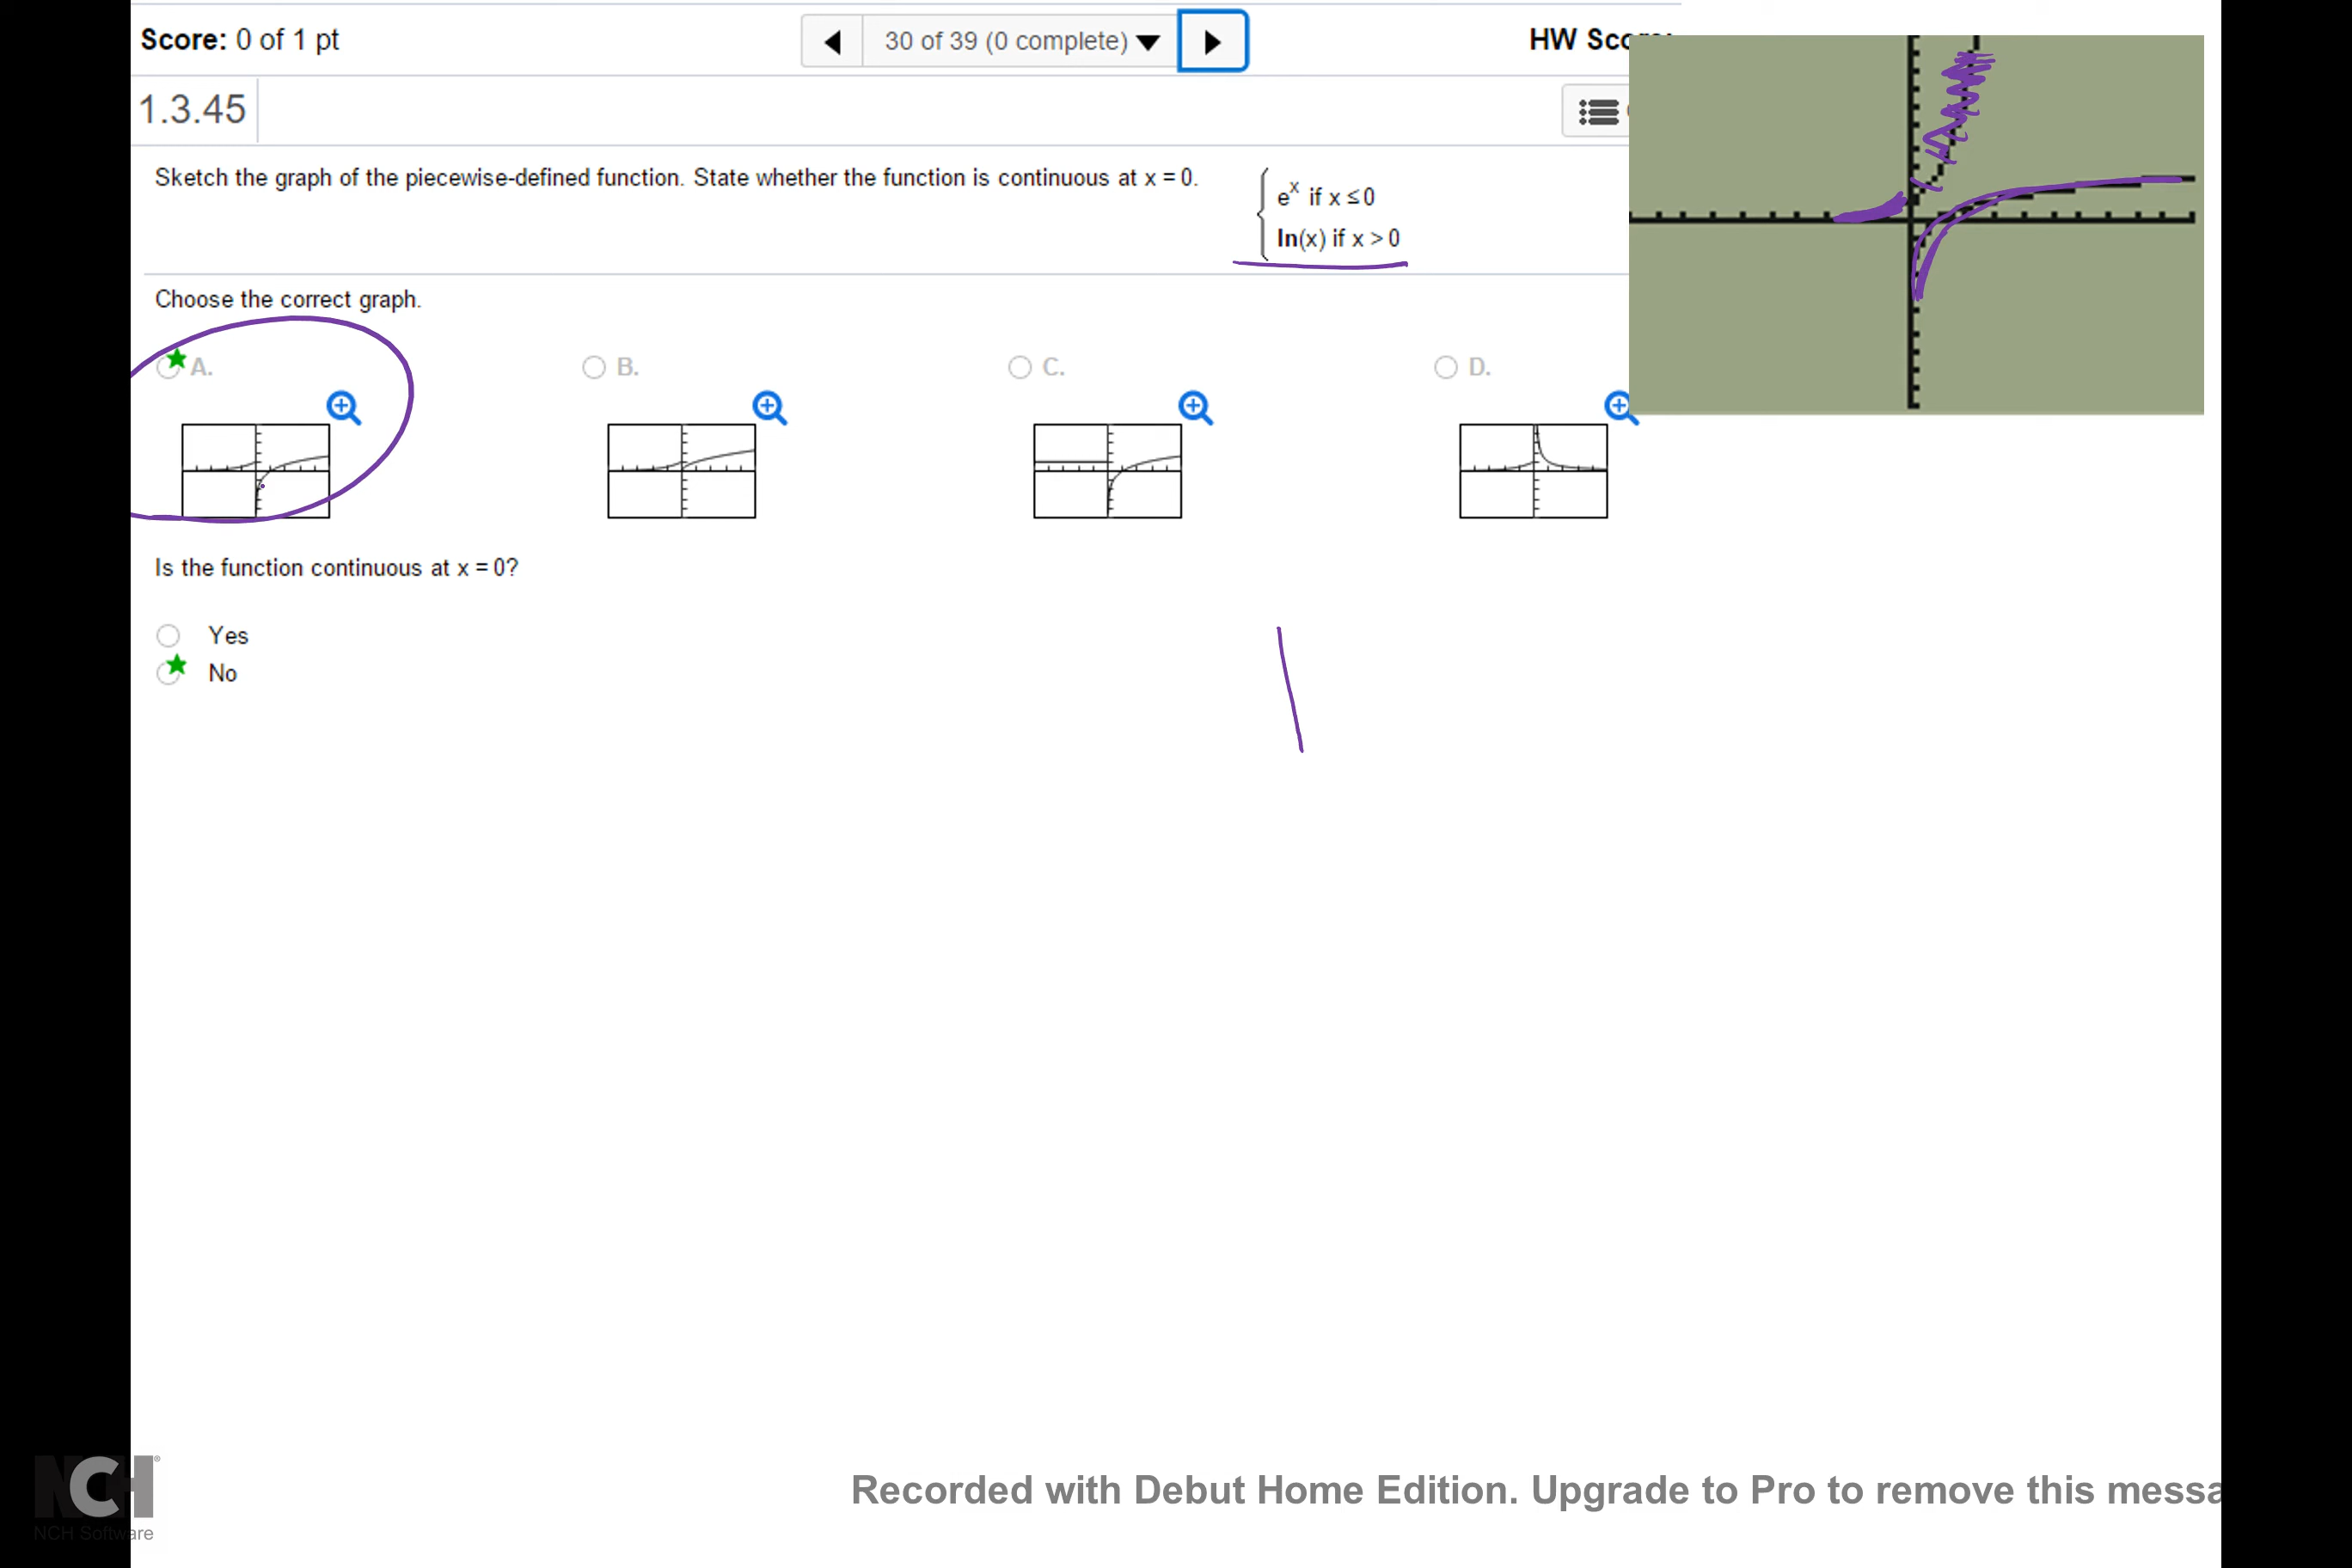 Score: 0 of 1 pt
30 of 39 (0 complete)
HW Score:
1.3.45
Sketch the graph of the piecewise-defined function. State whether the function is continuous at x = 0.
e^x if x ≤ 0
ln(x) if x > 0
Choose the correct graph.
A.
B.
C.
D.
Is the function continuous at x = 0?
Yes
No
NCH®
NCH Software
Recorded with Debut Home Edition. Upgrade to Pro to remove this messa